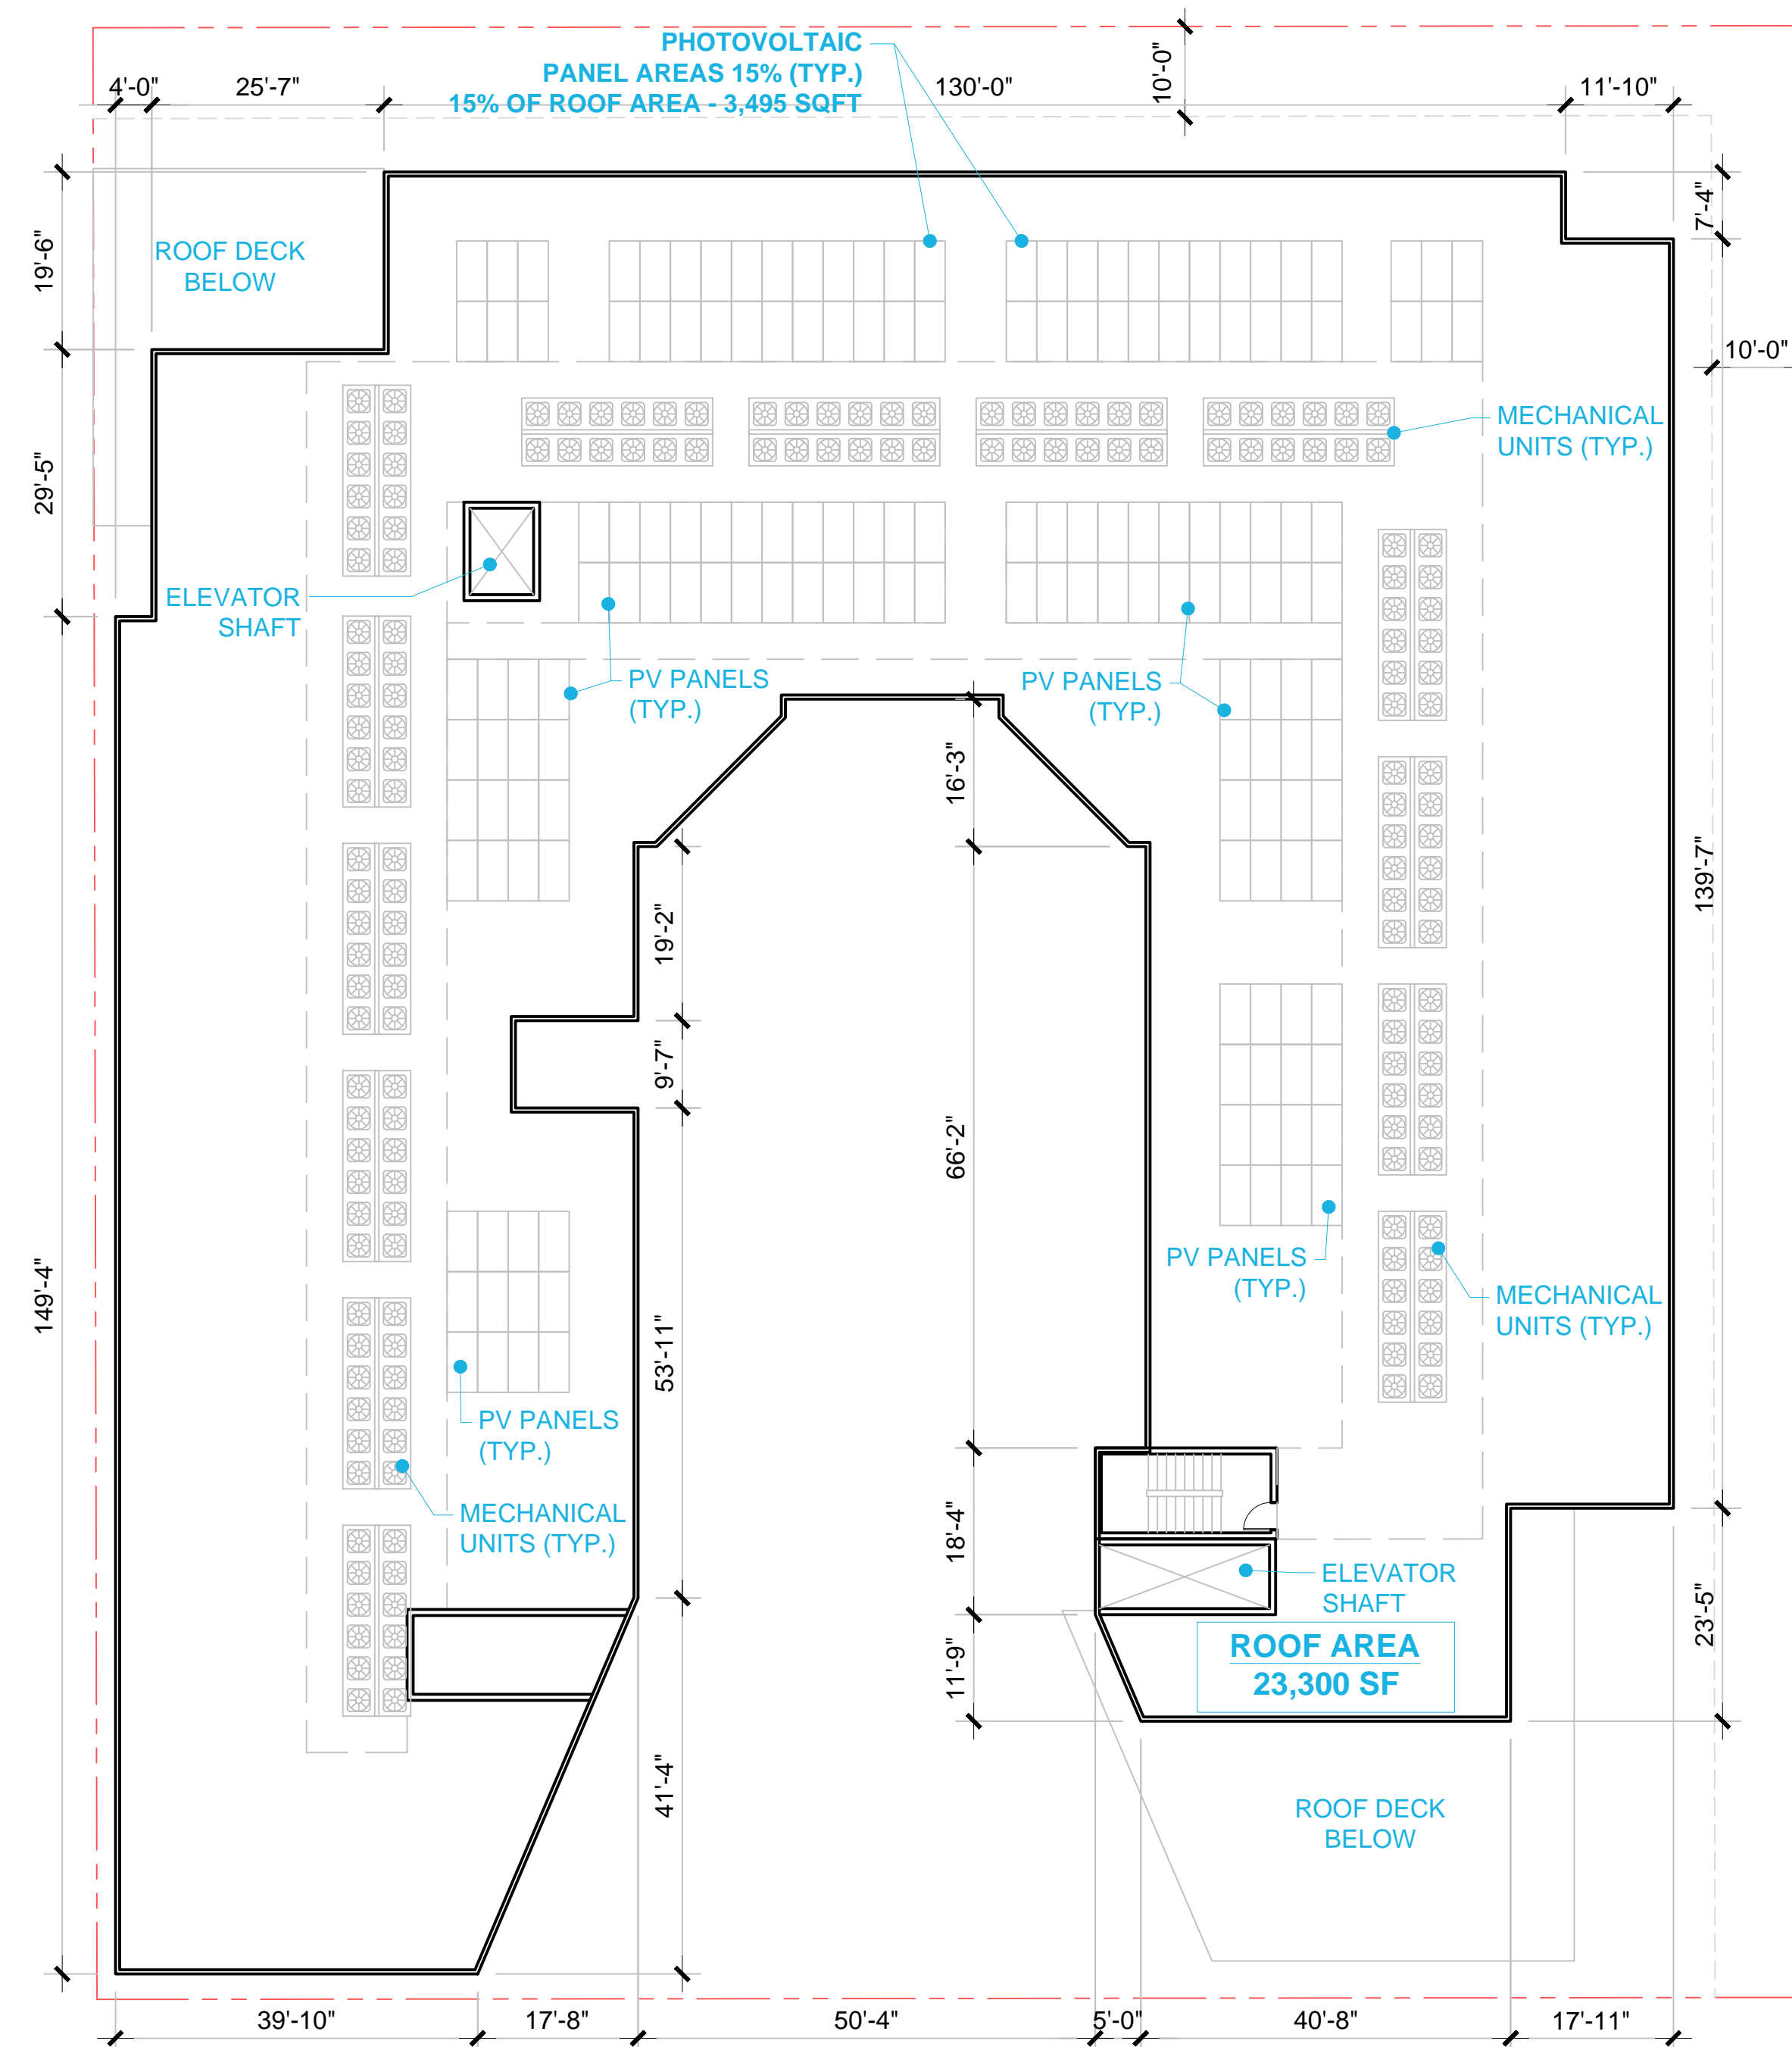 PHOTOVOLTAIC
PANEL AREAS 15% (TYP.)
15% OF ROOF AREA - 3,495 SQFT
4'-0"
25'-7"
130'-0"
10'-0"
11'-10"
19'-6"
ROOF DECK
BELOW
7'-4"
10'-0"
29'-5"
MECHANICAL
UNITS (TYP.)
ELEVATOR
SHAFT
PV PANELS
(TYP.)
PV PANELS
(TYP.)
16'-3"
139'-7"
19'-2"
9'-7"
66'-2"
PV PANELS
(TYP.)
149'-4"
53'-11"
MECHANICAL
UNITS (TYP.)
PV PANELS
(TYP.)
MECHANICAL
UNITS (TYP.)
18'-4"
ELEVATOR
SHAFT
23'-5"
11'-9"
ROOF AREA
23,300 SF
41'-4"
ROOF DECK
BELOW
39'-10"
17'-8"
50'-4"
5'-0"
40'-8"
17'-11"